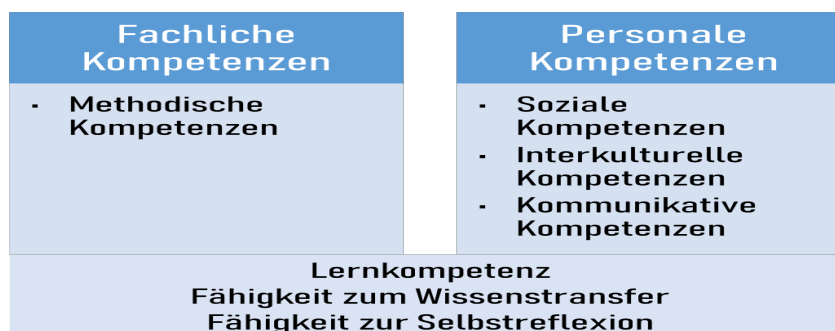 Fachliche
Kompetenzen
- Methodische
Kompetenzen
Personale
Kompetenzen
- Soziale
Kompetenzen
- Interkulturelle
Kompetenzen
- Kommunikative
Kompetenzen
Lernkompetenz
Fähigkeit zum Wissenstransfer
Fähigkeit zur Selbstreflexion